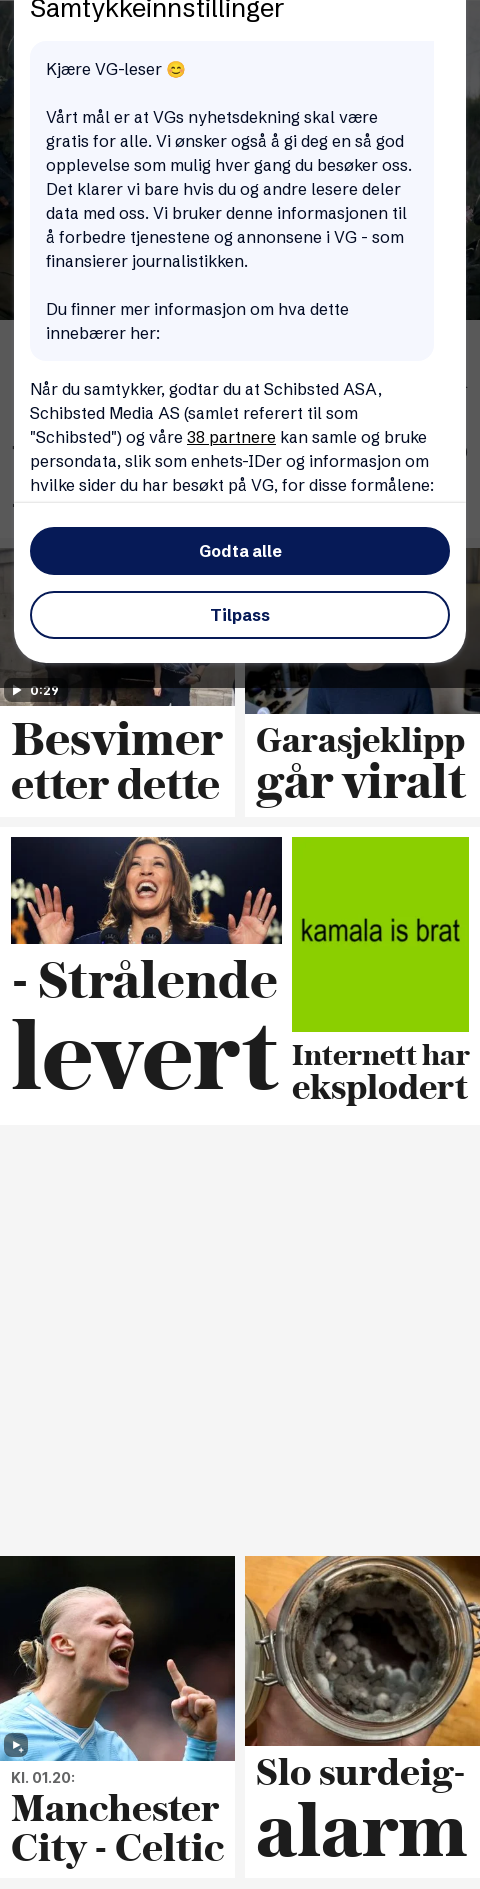 Samtykkeinnstillinger
Kjære VG-leser 😊
Vårt mål er at VGs nyhetsdekning skal være
gratis for alle. Vi ønsker også å gi deg en så god
opplevelse som mulig hver gang du besøker oss.
Det klarer vi bare hvis du og andre lesere deler
data med oss. Vi bruker denne informasjonen til
å forbedre tjenestene og annonsene i VG - som
finansierer journalistikken.
Du finner mer informasjon om hva dette
innebærer her:
Når du samtykker, godtar du at Schibsted ASA,
Schibsted Media AS (samlet referert til som
"Schibsted") og våre 38 partnere kan samle og bruke
persondata, slik som enhets-IDer og informasjon om
hvilke sider du har besøkt på VG, for disse formålene:
Godta alle
Tilpass
0:29
Besvimer
etter dette
Garasjeklipp
går viralt
- Strålende
levert
kamala is brat
Internett har
eksplodert
Kl. 01.20:
Manchester
City - Celtic
Slo surdeig-
alarm